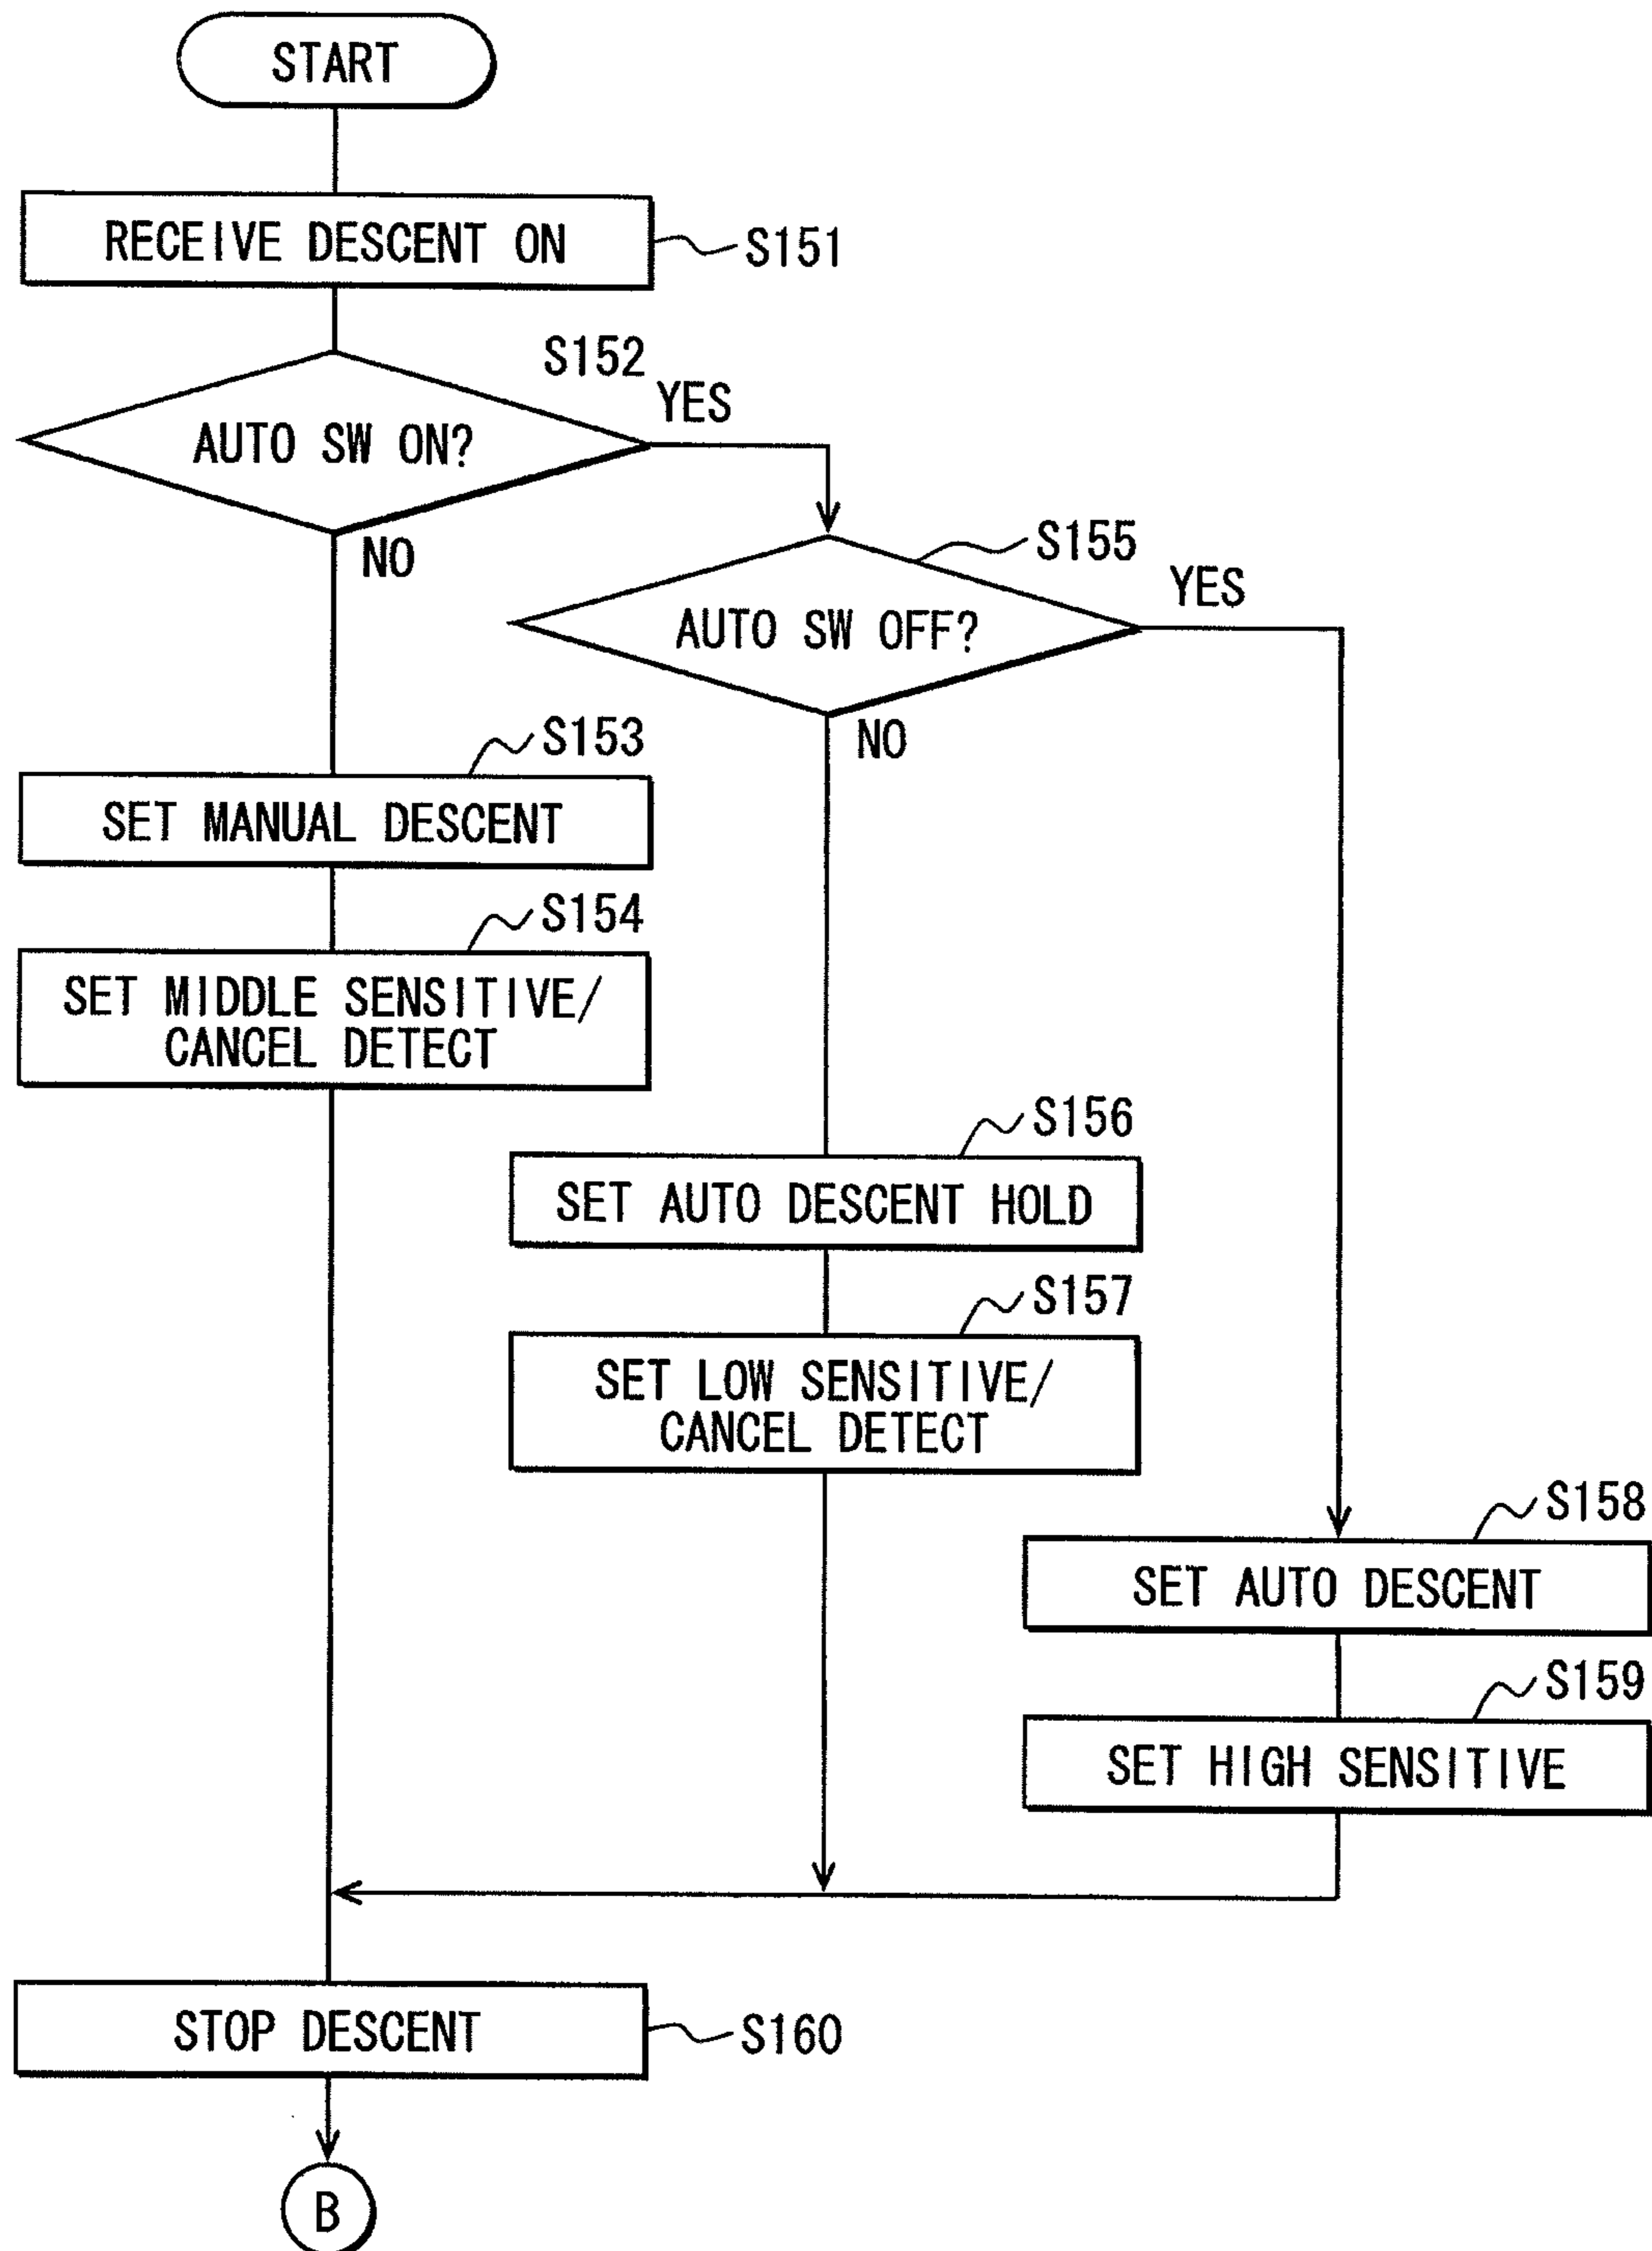 START
RECEIVE DESCENT ON
S151
S152
AUTO SW ON?
YES
NO
S155
AUTO SW OFF?
YES
NO
S153
SET MANUAL DESCENT
S154
SET MIDDLE SENSITIVE/
CANCEL DETECT
S156
SET AUTO DESCENT HOLD
S157
SET LOW SENSITIVE/
CANCEL DETECT
S158
SET AUTO DESCENT
S159
SET HIGH SENSITIVE
STOP DESCENT
S160
B